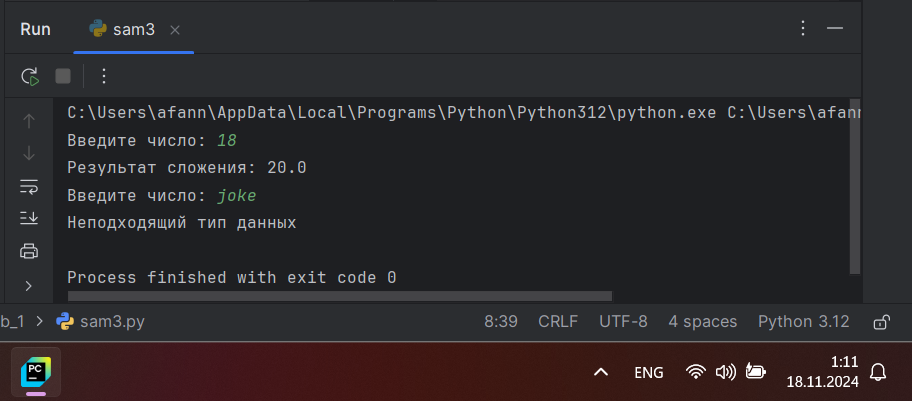 Run sam3
C:\Users\afann\AppData\Local\Programs\Python\Python312\python.exe C:\Users\afann
Введите число: 18
Результат сложения: 20.0
Введите число: joke
Неподходящий тип данных
Process finished with exit code 0
b_1 > sam3.py 8:39 CRLF UTF-8 4 spaces Python 3.12
PC ENG 1:11
18.11.2024